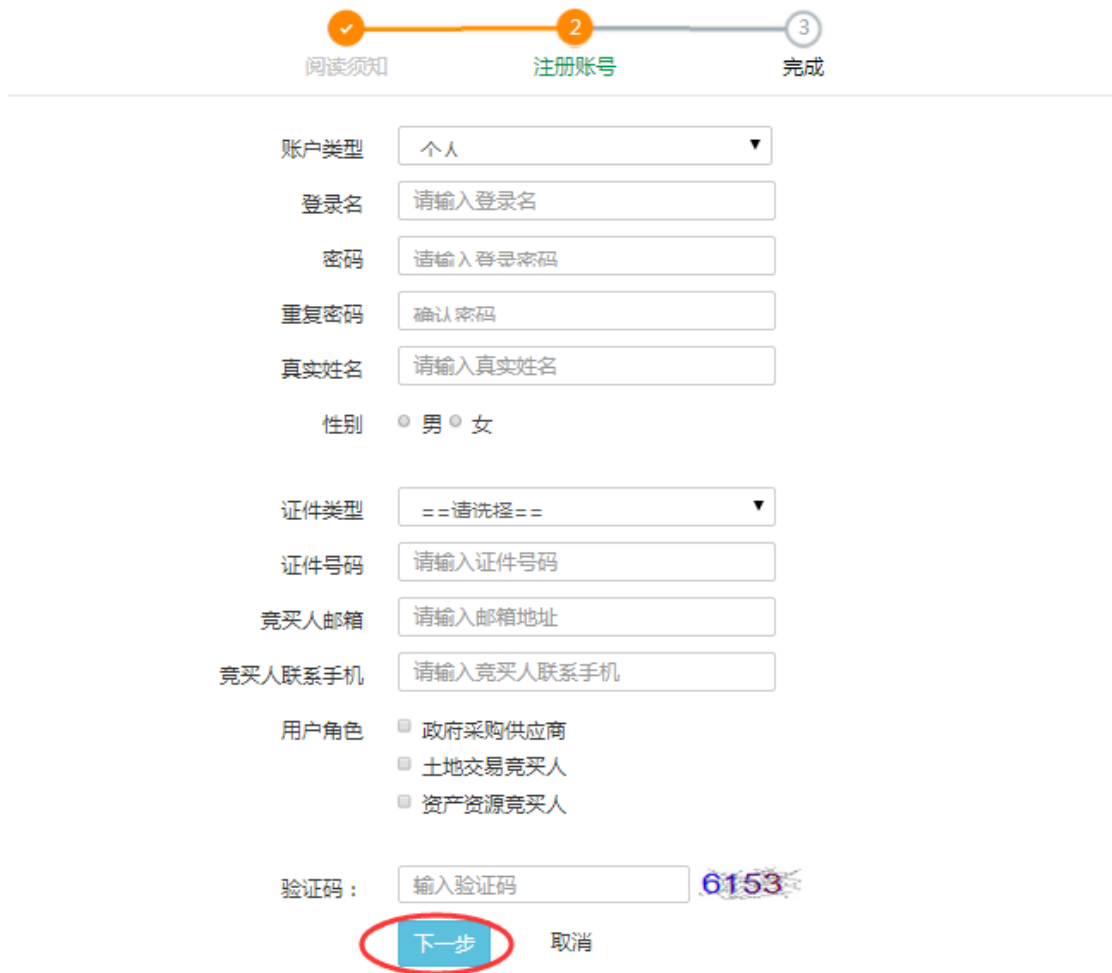 2 3
阅读须知 注册账号 完成
账户类型 个人
登录名 请输入登录名
密码 请输入登录密码
重复密码 确认密码
真实姓名 请输入真实姓名
性别 男 女
证件类型 ==请选择==
证件号码 请输入证件号码
竞买人邮箱 请输入邮箱地址
竞买人联系手机 请输入竞买人联系手机
用户角色 政府采购供应商
土地交易竞买人
资产资源竞买人
验证码： 输入验证码 6153
下一步 取消